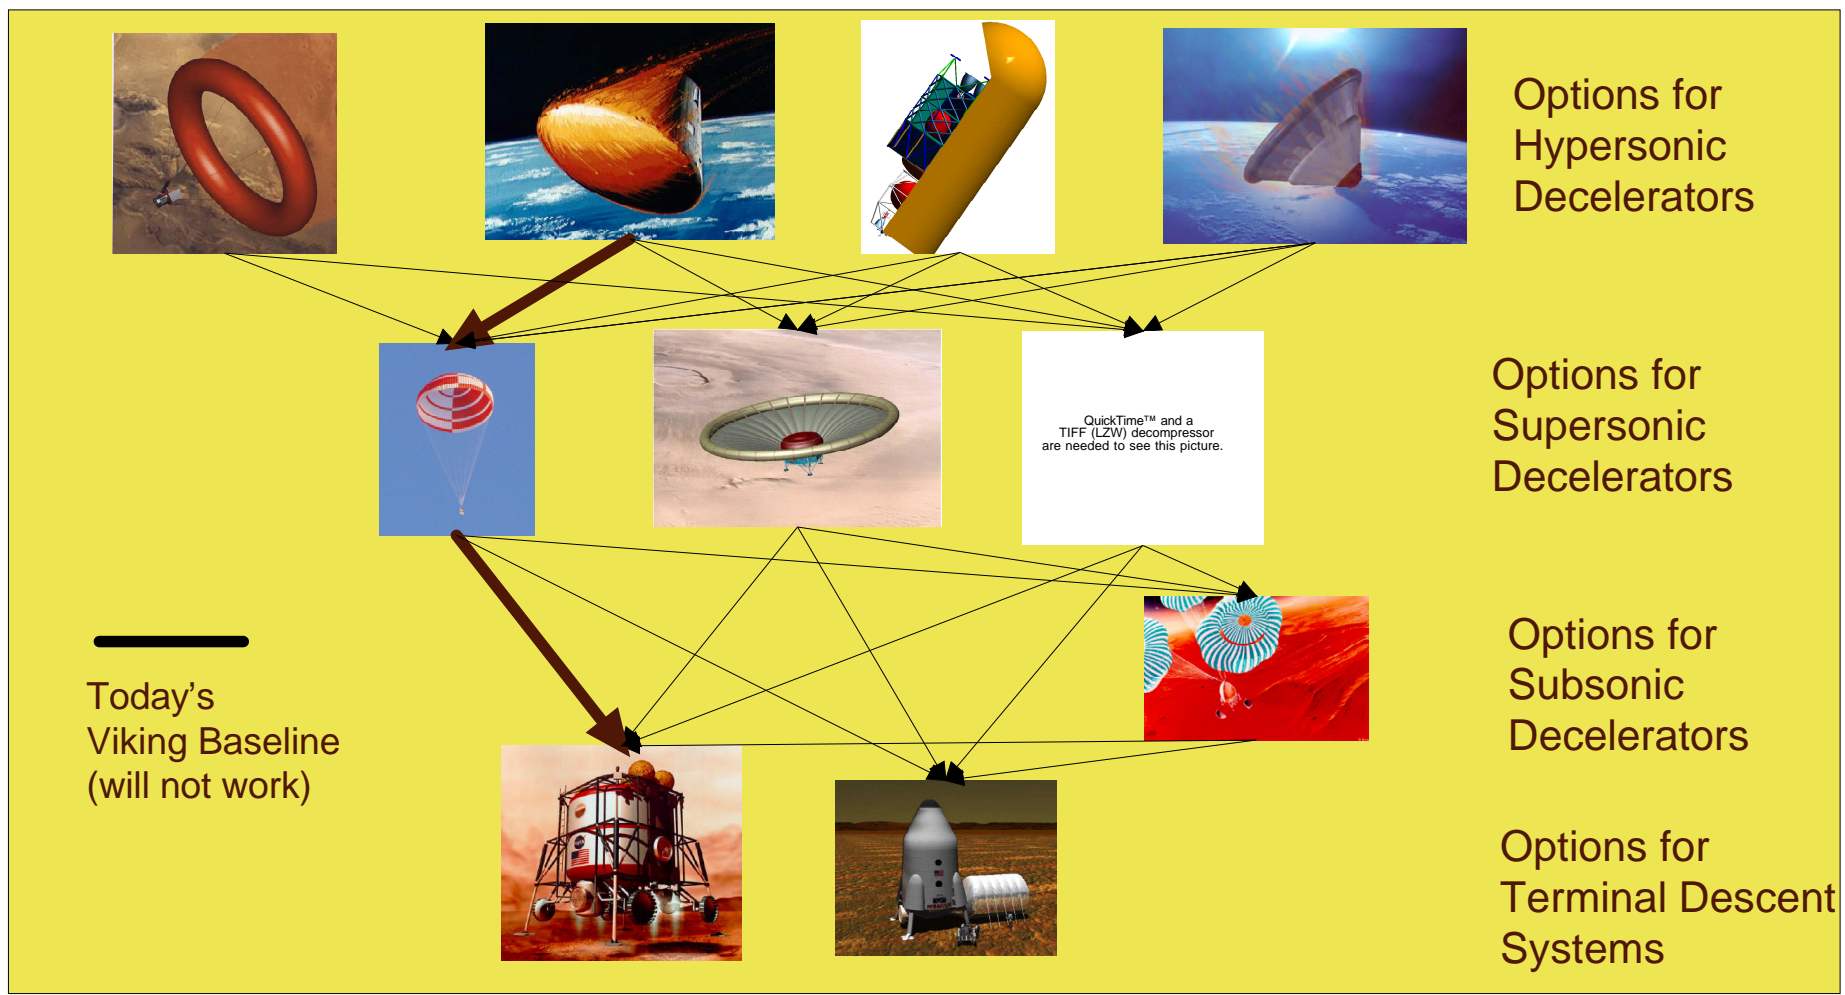 Options for
Hypersonic
Decelerators
Options for
Supersonic
Decelerators
QuickTime™ and a
TIFF (LZW) decompressor
are needed to see this picture.
Options for
Subsonic
Decelerators
Today’s
Viking Baseline
(will not work)
Options for
Terminal Descent
Systems
NASA